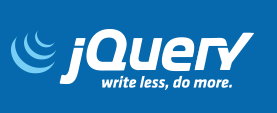 jQuery
write less, do more.